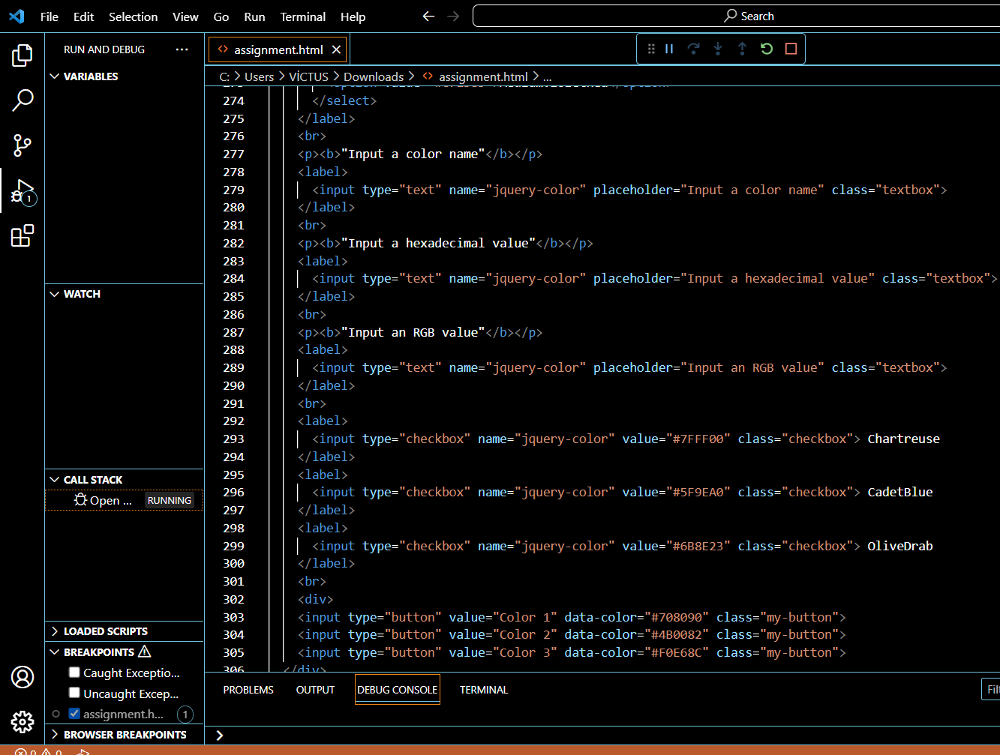 File Edit Selection View Go Run Terminal Help Search
RUN AND DEBUG ...
VARIABLES
WATCH
CALL STACK
Open ... RUNNING
LOADED SCRIPTS
BREAKPOINTS
Caught Exceptio...
Uncaught Excep...
assignment.h... 1
BROWSER BREAKPOINTS
1
assignment.html
C: > Users > VİCTUS > Downloads > assignment.html > ...
274 </select>
275 </label>
276 <br>
277 <p><b>"Input a color name"</b></p>
278 <label>
279 <input type="text" name="jquery-color" placeholder="Input a color name" class="textbox">
280 </label>
281 <br>
282 <p><b>"Input a hexadecimal value"</b></p>
283 <label>
284 <input type="text" name="jquery-color" placeholder="Input a hexadecimal value" class="textbox">
285 </label>
286 <br>
287 <p><b>"Input an RGB value"</b></p>
288 <label>
289 <input type="text" name="jquery-color" placeholder="Input an RGB value" class="textbox">
290 </label>
291 <br>
292 <label>
293 <input type="checkbox" name="jquery-color" value="#7FFF00" class="checkbox"> Chartreuse
294 </label>
295 <label>
296 <input type="checkbox" name="jquery-color" value="#5F9EA0" class="checkbox"> CadetBlue
297 </label>
298 <label>
299 <input type="checkbox" name="jquery-color" value="#6B8E23" class="checkbox"> OliveDrab
300 </label>
301 <br>
302 <div>
303 <input type="button" value="Color 1" data-color="#708090" class="my-button">
304 <input type="button" value="Color 2" data-color="#4B0082" class="my-button">
305 <input type="button" value="Color 3" data-color="#F0E68C" class="my-button">
306 </div>
PROBLEMS OUTPUT DEBUG CONSOLE TERMINAL
>
0 0